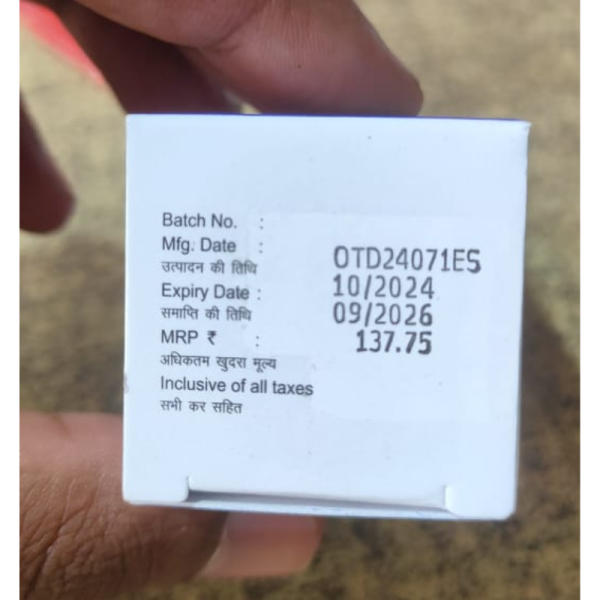 Batch No. :
Mfg. Date :
उत्पादन की तिथि
OTD24071ES
Expiry Date :
10/2024
समाप्ति की तिथि
09/2026
MRP ₹ :
137.75
अधिकतम खुदरा मूल्य
Inclusive of all taxes
सभी कर सहित